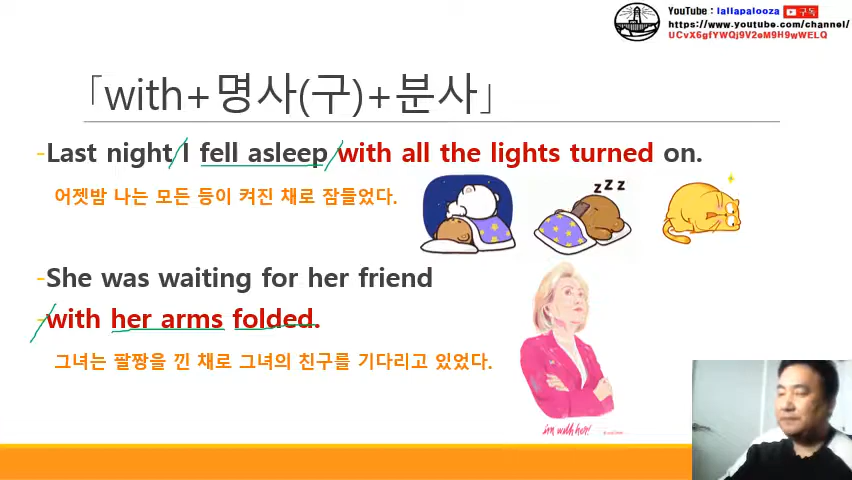 YouTube : lallapalooza 구독
https://www.youtube.com/channel/
UCvX6gfYWQj9V2eM9H9wWELQ
「with+명사(구)+분사」
-Last night I fell asleep with all the lights turned on.
어젯밤 나는 모든 등이 켜진 채로 잠들었다.
zzz
-She was waiting for her friend
-with her arms folded.
그녀는 팔짱을 낀 채로 그녀의 친구를 기다리고 있었다.
i'm with her!